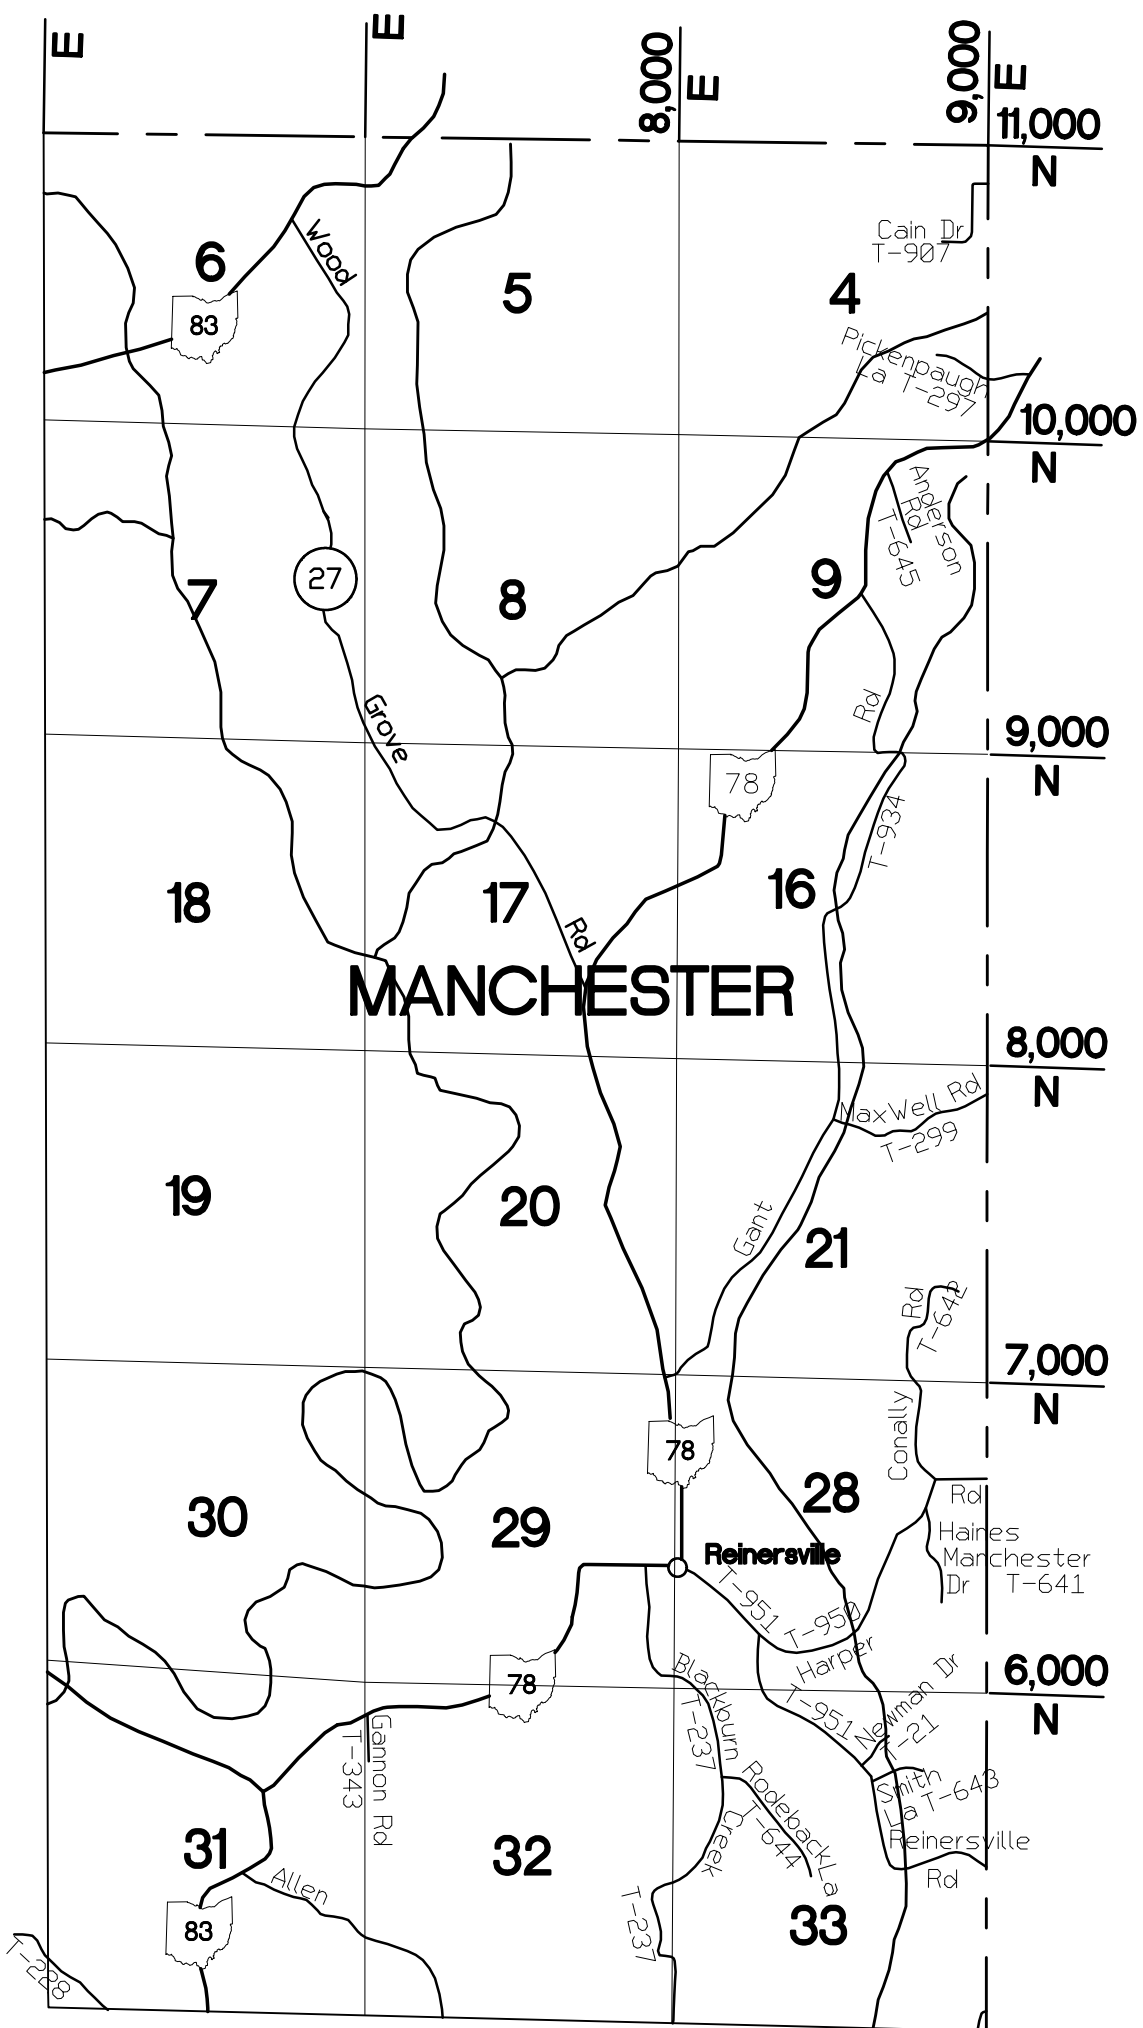 E
E
8,000
E
9,000
E
11,000
N
Cain Dr
T-907
Wood
6
5
4
83
Pickenpaugh
La T-297
10,000
N
Anderson
Rd
T-645
27
7
8
9
Rd
Grove
9,000
N
78
T-934
18
17
16
Rd
MANCHESTER
8,000
N
MaxWell Rd
T-299
19
20
Gant
21
Rd
T-642
7,000
N
Conally
78
30
29
28
Rd
Reinersville
Haines
Manchester
Dr T-641
T-951
T-950
Harper
6,000
N
78
Blackburn
T-237
T-951
Newman Dr
T-21
Gannon Rd
T-343
Rodeback La
T-644
Smith
La T-643
Creek
Reinersville
Rd
31
32
33
Allen
83
T-237
T-228